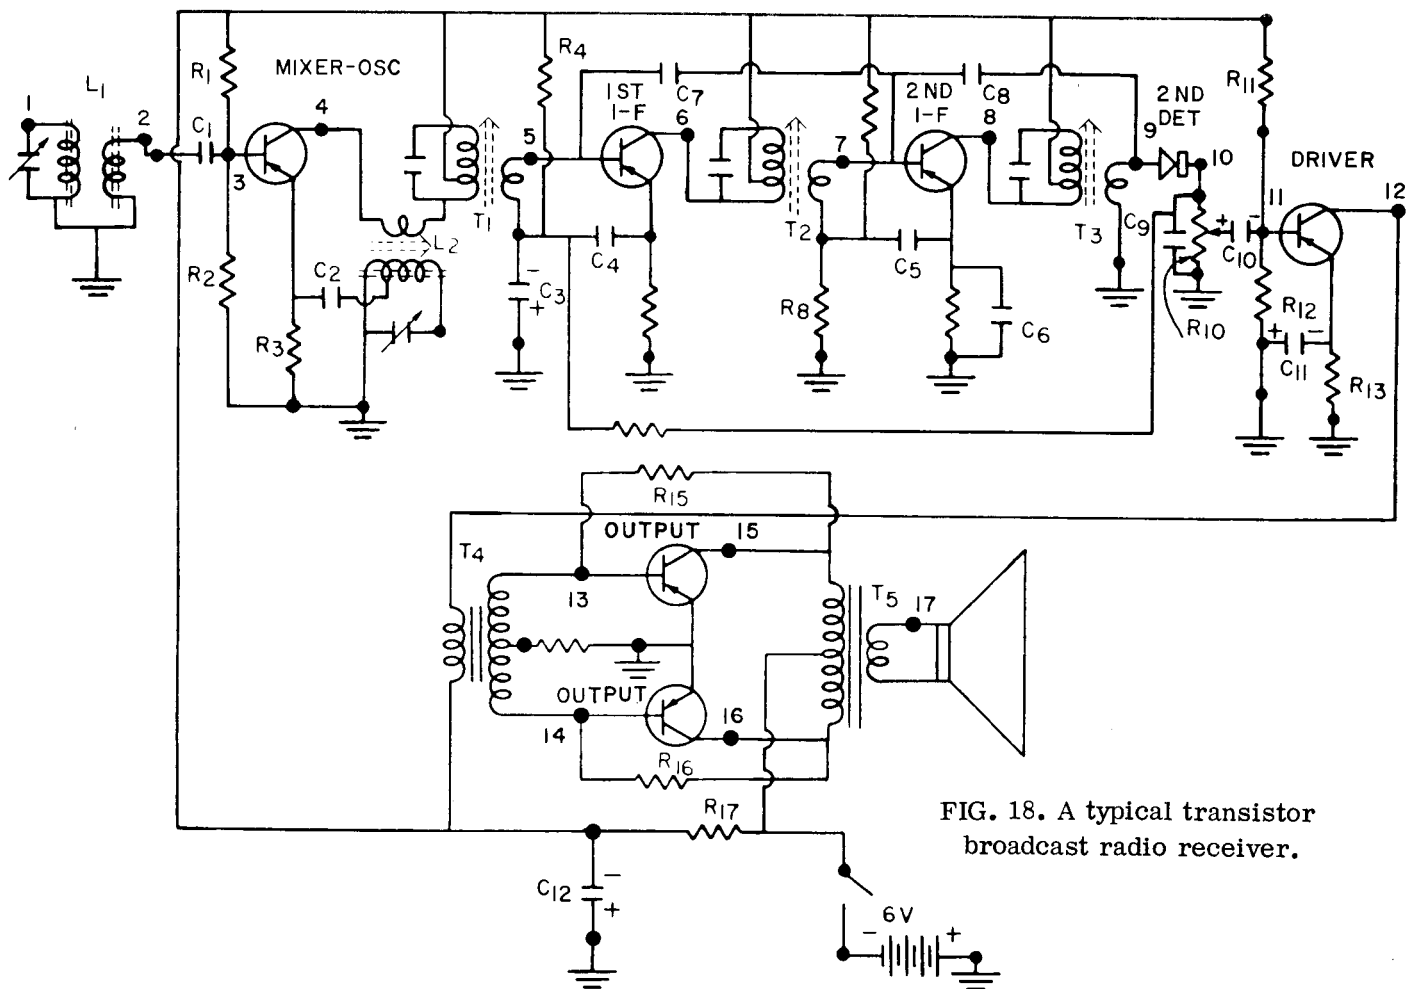 R11
R4
R1
MIXER-OSC
1ST
I-F
C7
2ND
I-F
C8
2ND
DET
L1
1
2
C1
3
4
5
6
7
8
9
10
DRIVER
11
12
T1
T2
T3
L2
R2
C2
R3
C3
- +
C4
C5
R8
C6
C9
+ -
C10
R10
R12
+ -
C11
R13
R15
OUTPUT
15
T4
13
T5
17
OUTPUT
14
16
R16
R17
C12
- +
6V
- +
FIG. 18. A typical transistor
broadcast radio receiver.